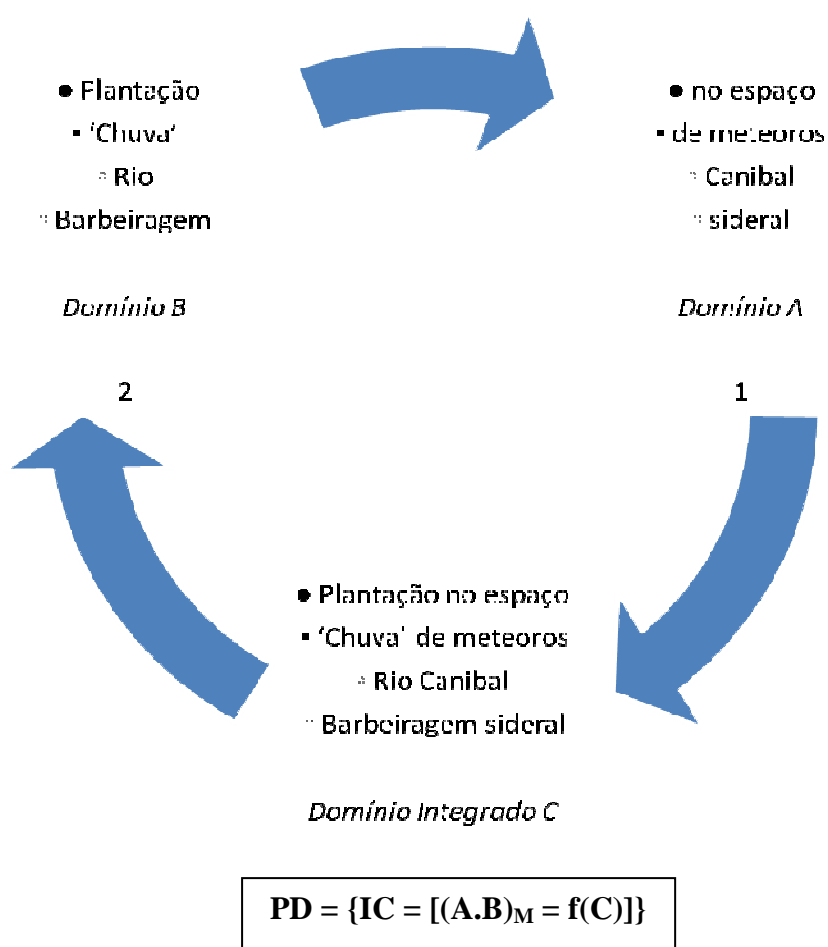 ● Plantação
▪ 'Chuva'
▫ Rio
▫ Barbeiragem
Domínio B
2
● no espaço
▪ de meteoros
▫ Canibal
▫ sideral
Domínio A
1
● Plantação no espaço
▪ 'Chuva' de meteoros
▫ Rio Canibal
▫ Barbeiragem sideral
Domínio Integrado C
PD = {IC = [(A.B)M = f(C)]}